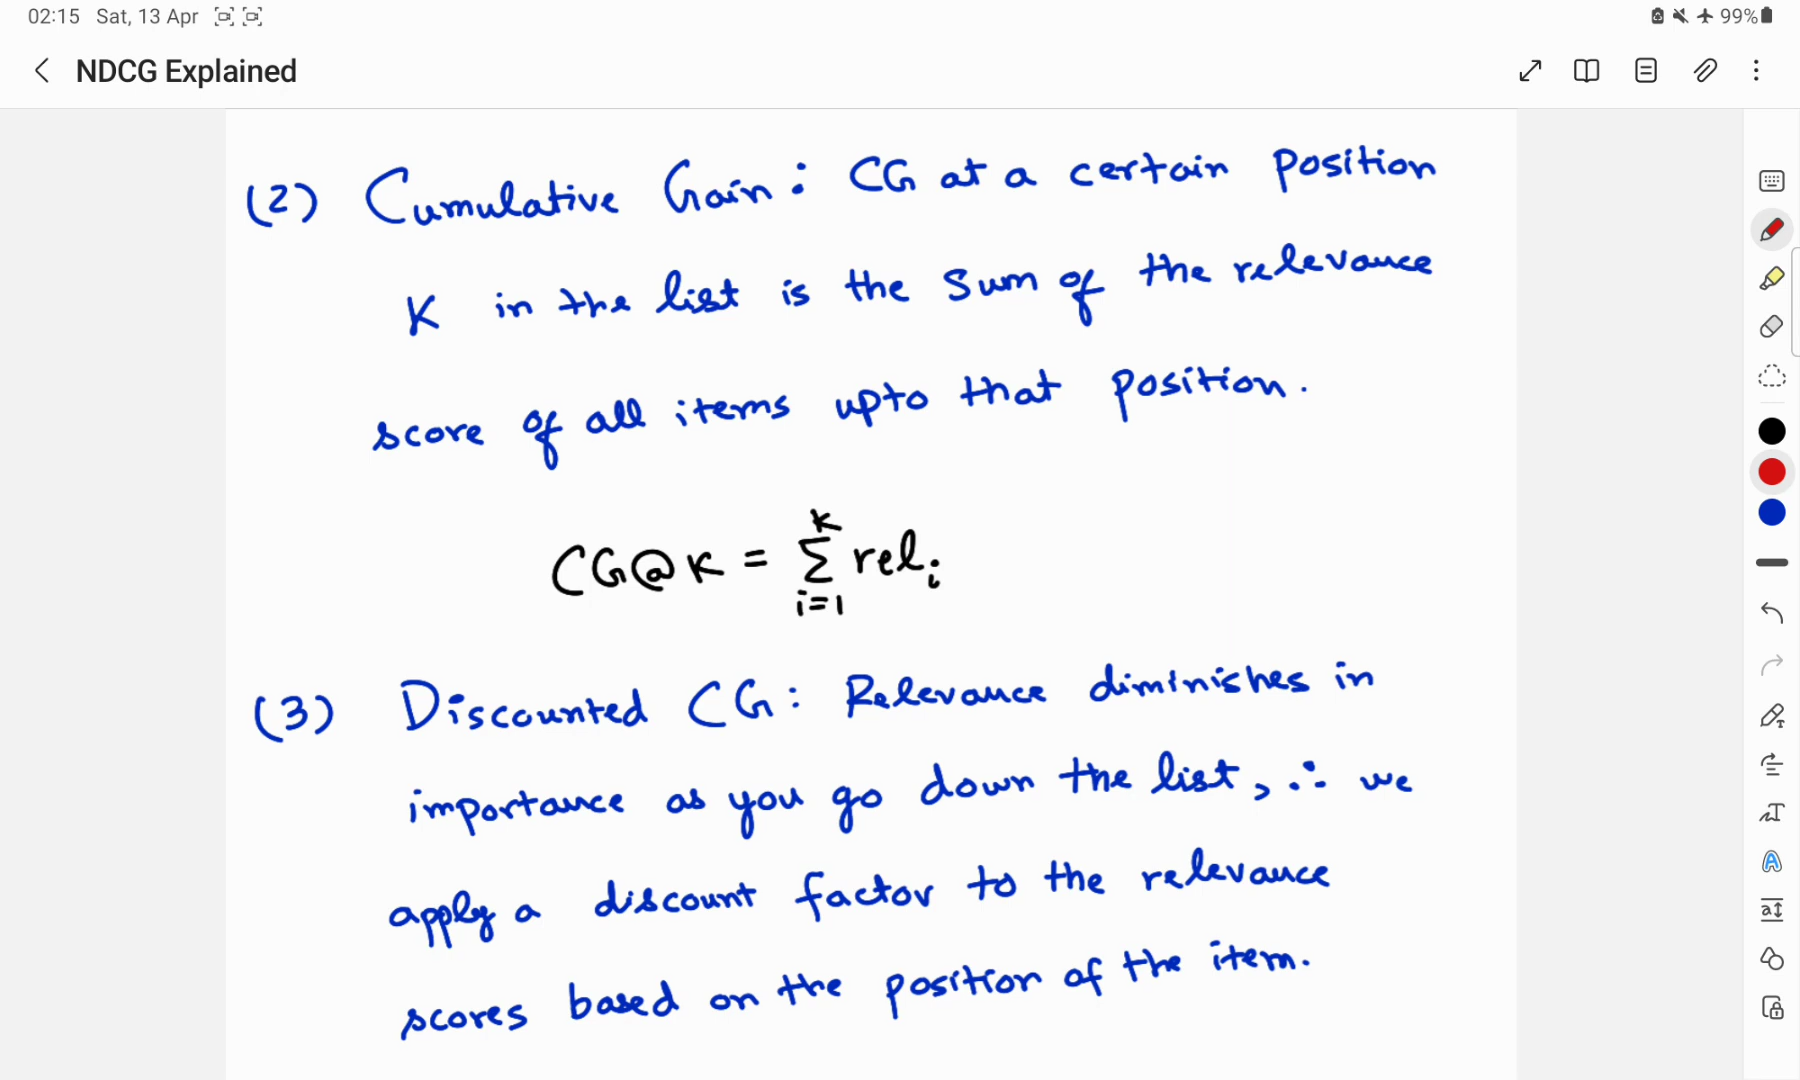 02:15 Sat, 13 Apr 99%
NDCG Explained
(2) Cumulative Gain: CG at a certain Position
K in the list is the sum of the relevance
score of all items upto that position.
CG@K = \sum_{i=1}^{K} rel_i
(3) Discounted CG: Relevance diminishes in
importance as you go down the list, ∴ we
apply a discount factor to the relevance
scores based on the position of the item.